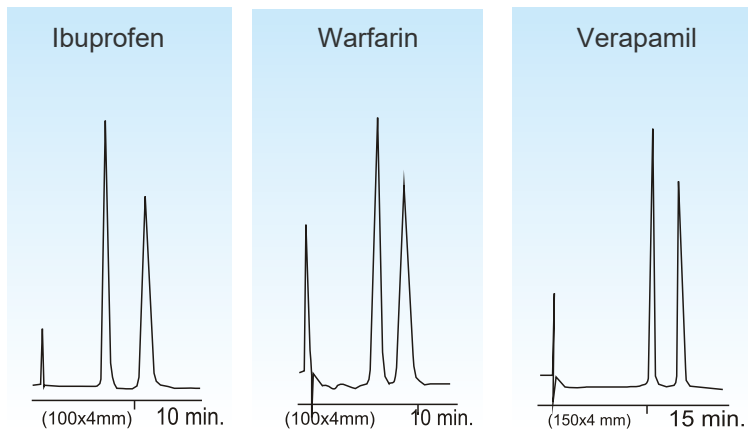 Ibuprofen
Warfarin
Verapamil
(100x4mm) 10 min.
(100x4mm) 10 min.
(150x4 mm) 15 min.